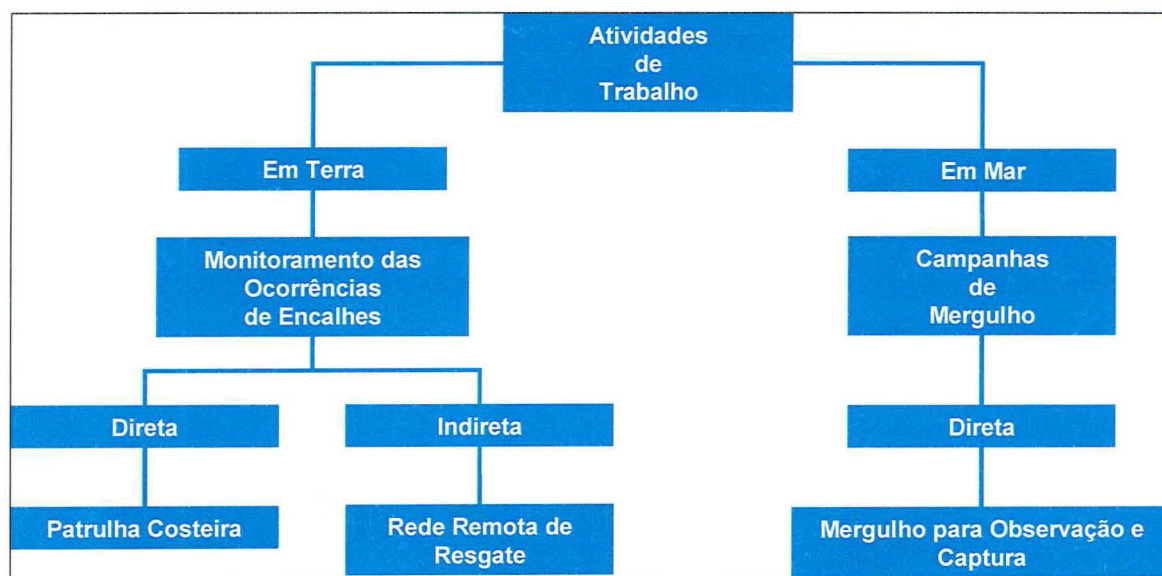 Atividades
de
Trabalho
Em Terra
Em Mar
Monitoramento das
Ocorrências
de Encalhes
Campanhas
de
Mergulho
Direta
Indireta
Direta
Patrulha Costeira
Rede Remota de
Resgate
Mergulho para Observação e
Captura